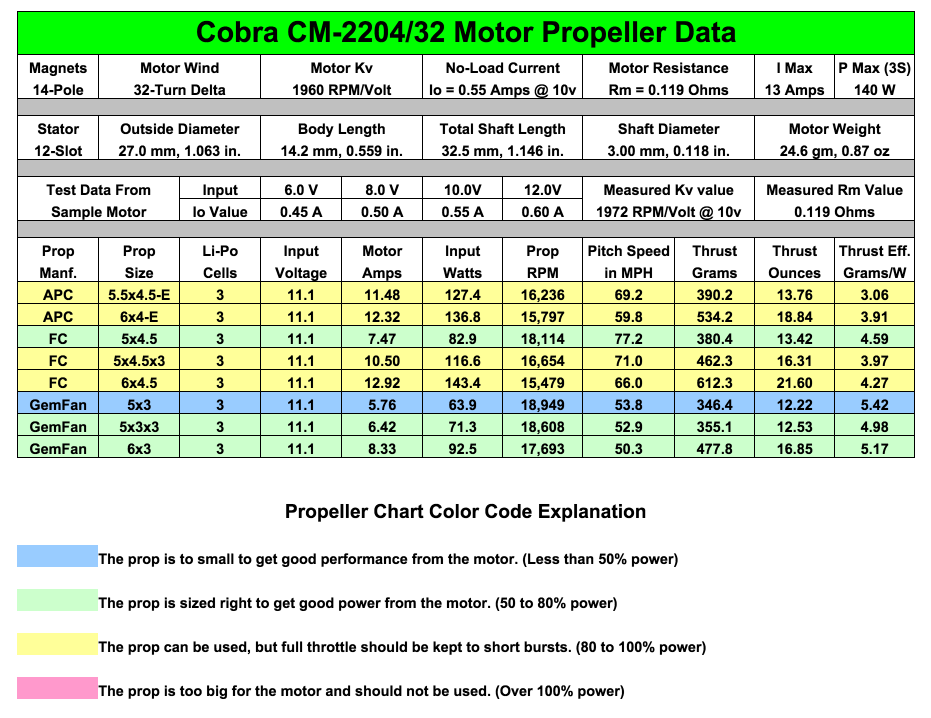 Cobra CM-2204/32 Motor Propeller Data
Magnets Motor Wind Motor Kv No-Load Current Motor Resistance I Max P Max (3S)
14-Pole 32-Turn Delta 1960 RPM/Volt Io = 0.55 Amps @ 10v Rm = 0.119 Ohms 13 Amps 140 W
Stator Outside Diameter Body Length Total Shaft Length Shaft Diameter Motor Weight
12-Slot 27.0 mm, 1.063 in. 14.2 mm, 0.559 in. 32.5 mm, 1.146 in. 3.00 mm, 0.118 in. 24.6 gm, 0.87 oz
Test Data From Input 6.0 V 8.0 V 10.0V 12.0V Measured Kv value Measured Rm Value
Sample Motor Io Value 0.45 A 0.50 A 0.55 A 0.60 A 1972 RPM/Volt @ 10v 0.119 Ohms
Prop Prop Li-Po Input Motor Input Prop Pitch Speed Thrust Thrust Thrust Eff.
Manf. Size Cells Voltage Amps Watts RPM in MPH Grams Ounces Grams/W
APC 5.5x4.5-E 3 11.1 11.48 127.4 16,236 69.2 390.2 13.76 3.06
APC 6x4-E 3 11.1 12.32 136.8 15,797 59.8 534.2 18.84 3.91
FC 5x4.5 3 11.1 7.47 82.9 18,114 77.2 380.4 13.42 4.59
FC 5x4.5x3 3 11.1 10.50 116.6 16,654 71.0 462.3 16.31 3.97
FC 6x4.5 3 11.1 12.92 143.4 15,479 66.0 612.3 21.60 4.27
GemFan 5x3 3 11.1 5.76 63.9 18,949 53.8 346.4 12.22 5.42
GemFan 5x3x3 3 11.1 6.42 71.3 18,608 52.9 355.1 12.53 4.98
GemFan 6x3 3 11.1 8.33 92.5 17,693 50.3 477.8 16.85 5.17
Propeller Chart Color Code Explanation
The prop is to small to get good performance from the motor. (Less than 50% power)
The prop is sized right to get good power from the motor. (50 to 80% power)
The prop can be used, but full throttle should be kept to short bursts. (80 to 100% power)
The prop is too big for the motor and should not be used. (Over 100% power)